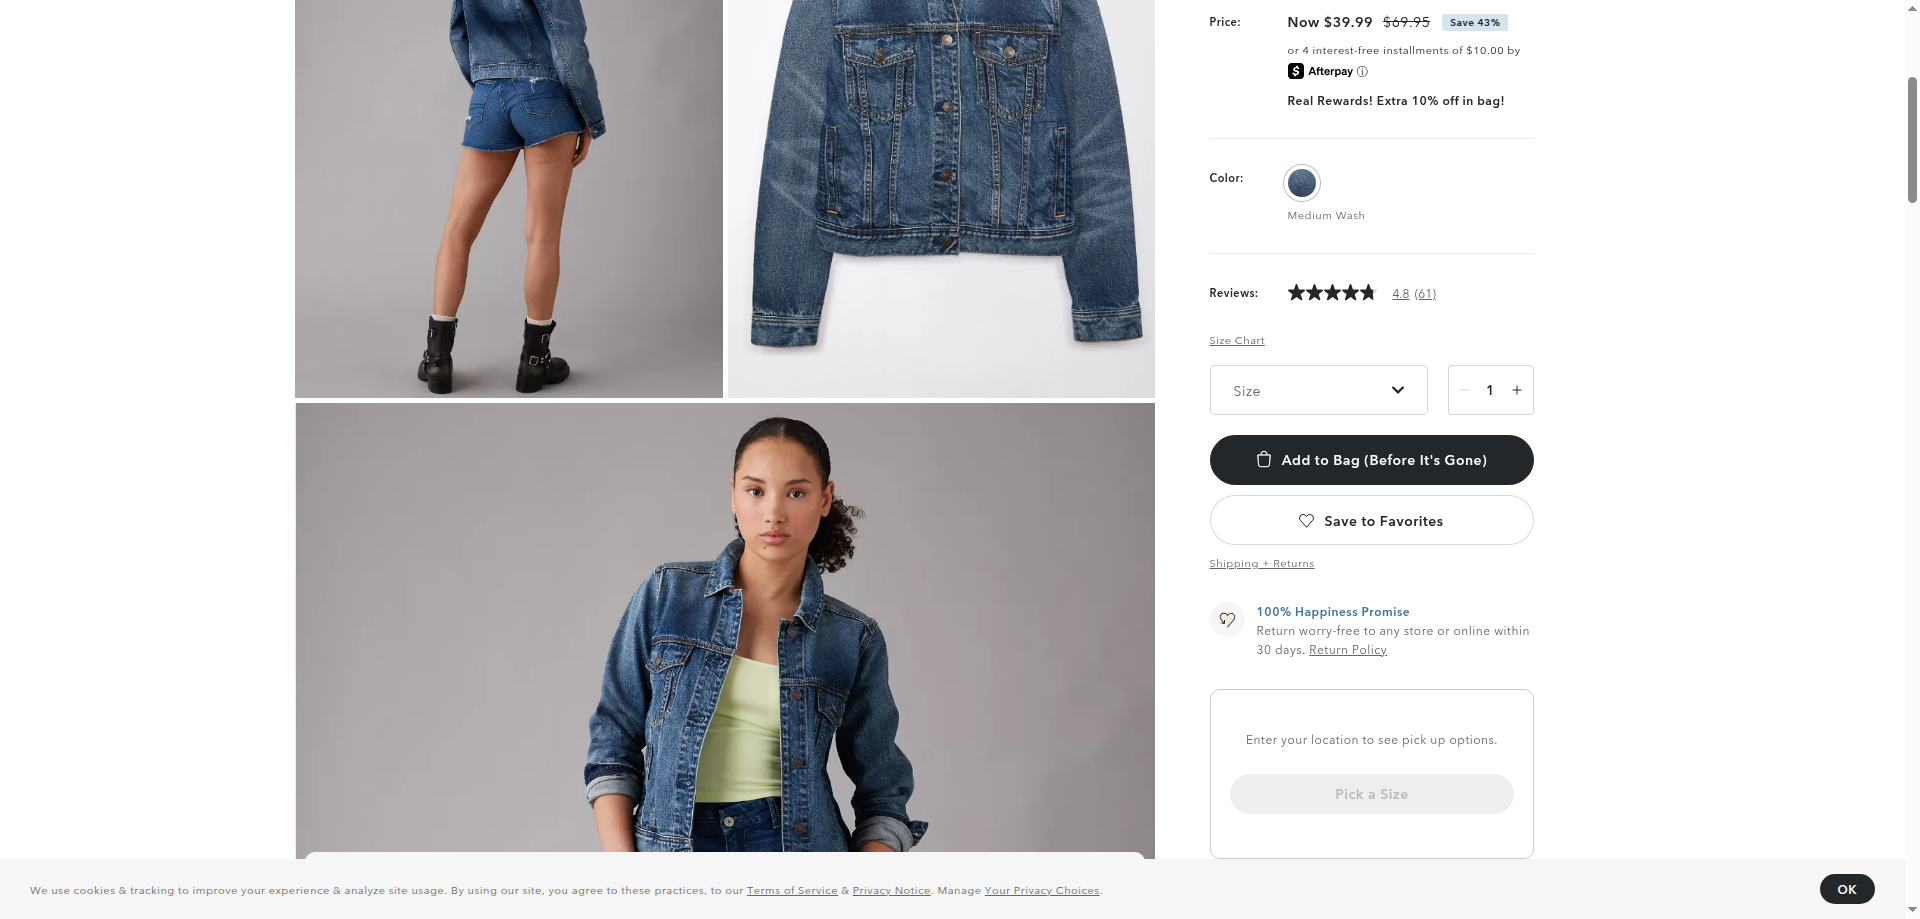 Price:
Now $39.99 $69.95 Save 43%
or 4 interest-free installments of $10.00 by
Afterpay
Real Rewards! Extra 10% off in bag!
Color:
Medium Wash
Reviews:
4.8 (61)
Size Chart
Size
1
Add to Bag (Before It's Gone)
Save to Favorites
Shipping + Returns
100% Happiness Promise
Return worry-free to any store or online within
30 days. Return Policy
Enter your location to see pick up options.
Pick a Size
We use cookies & tracking to improve your experience & analyze site usage. By using our site, you agree to these practices, to our Terms of Service & Privacy Notice. Manage Your Privacy Choices.
OK